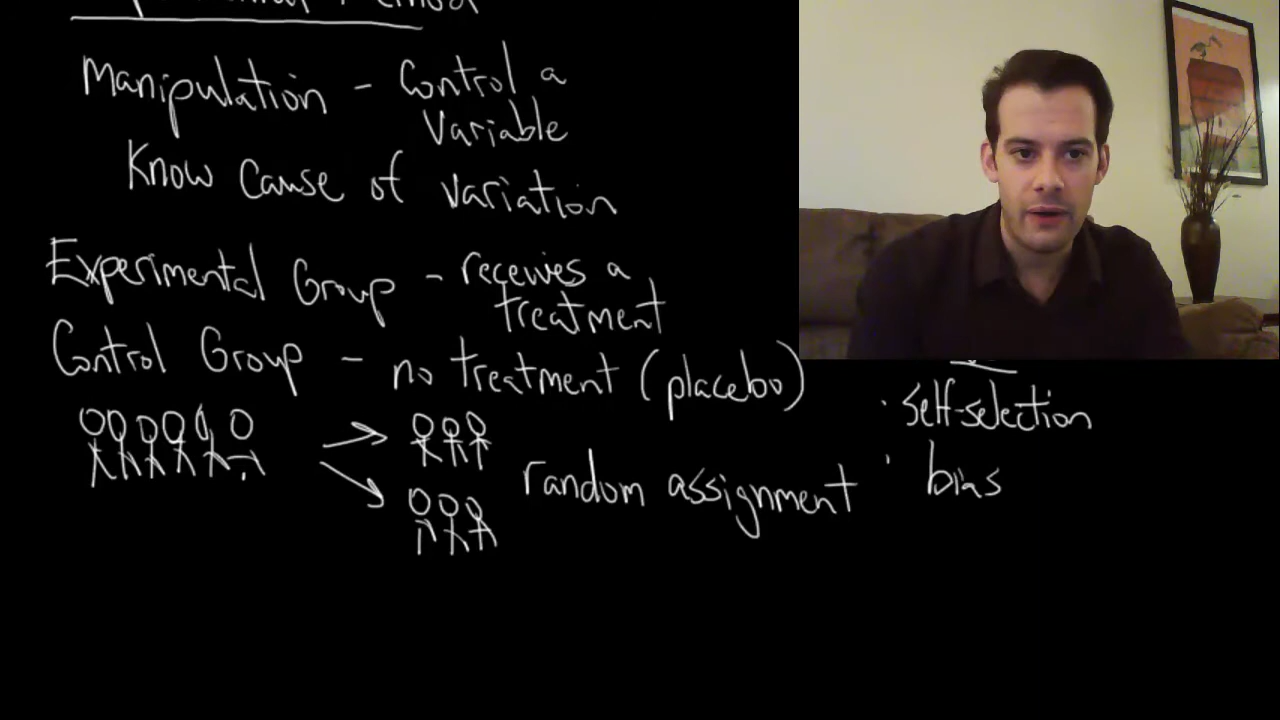 Manipulation - Control a
Variable
Know Cause of variation
Experimental Group - receives a
treatment
Control Group - no treatment (placebo)
· Self-selection
random assignment
· bias